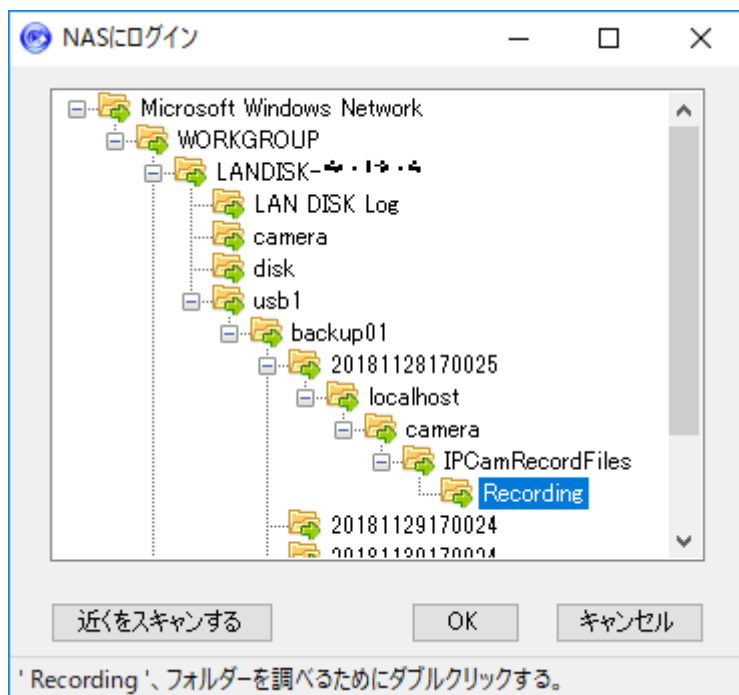 NASにログイン
Microsoft Windows Network
WORKGROUP
LANDISK-
LAN DISK Log
camera
disk
usb1
backup01
20181128170025
localhost
camera
IPCamRecordFiles
Recording
20181129170024
近くをスキャンする
OK
キャンセル
' Recording '、フォルダーを調べるためにダブルクリックする。